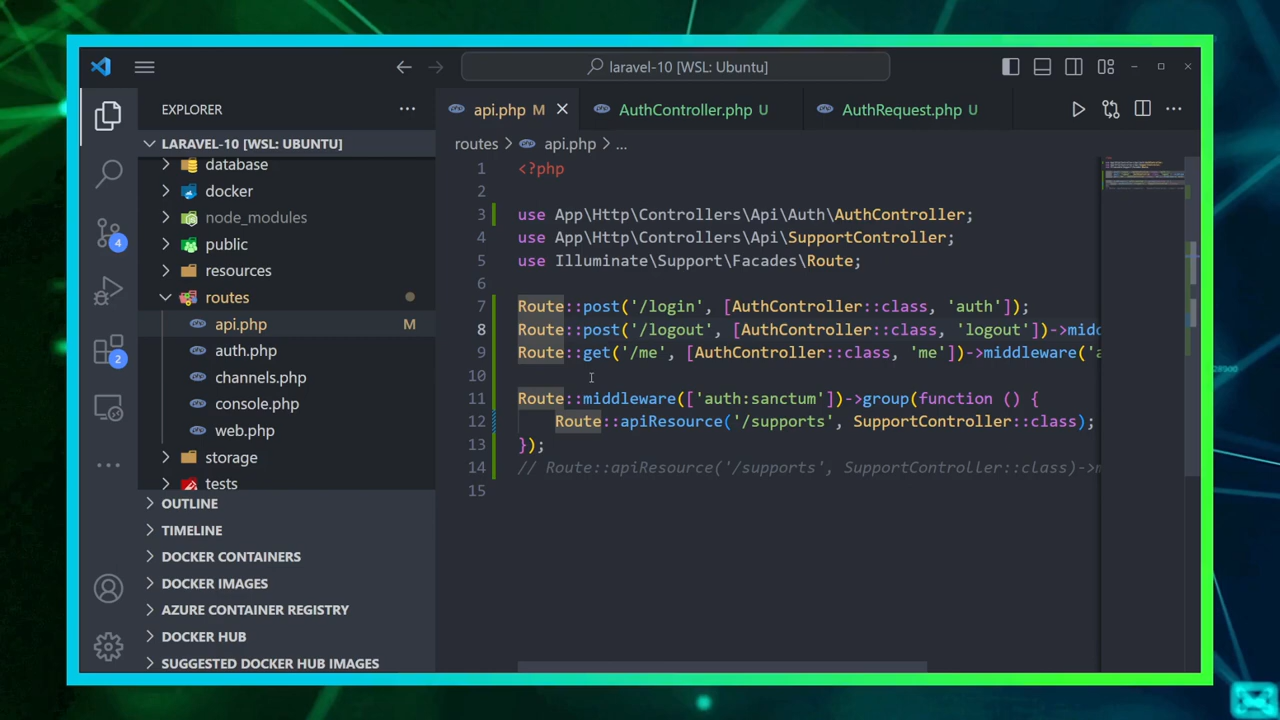 laravel-10 [WSL: Ubuntu]
EXPLORER
LARAVEL-10 [WSL: UBUNTU]
database
docker
node_modules
public
resources
routes
api.php M
auth.php
channels.php
console.php
web.php
storage
tests
OUTLINE
TIMELINE
DOCKER CONTAINERS
DOCKER IMAGES
AZURE CONTAINER REGISTRY
DOCKER HUB
SUGGESTED DOCKER HUB IMAGES
4
2
api.php M
AuthController.php U
AuthRequest.php U
routes > api.php > ...
1 <?php
2
3 use App\Http\Controllers\Api\Auth\AuthController;
4 use App\Http\Controllers\Api\SupportController;
5 use Illuminate\Support\Facades\Route;
6
7 Route::post('/login', [AuthController::class, 'auth']);
8 Route::post('/logout', [AuthController::class, 'logout'])->midd
9 Route::get('/me', [AuthController::class, 'me'])->middleware('a
10
11 Route::middleware(['auth:sanctum'])->group(function () {
12 Route::apiResource('/supports', SupportController::class);
13 });
14 // Route::apiResource('/supports', SupportController::class)->m
15